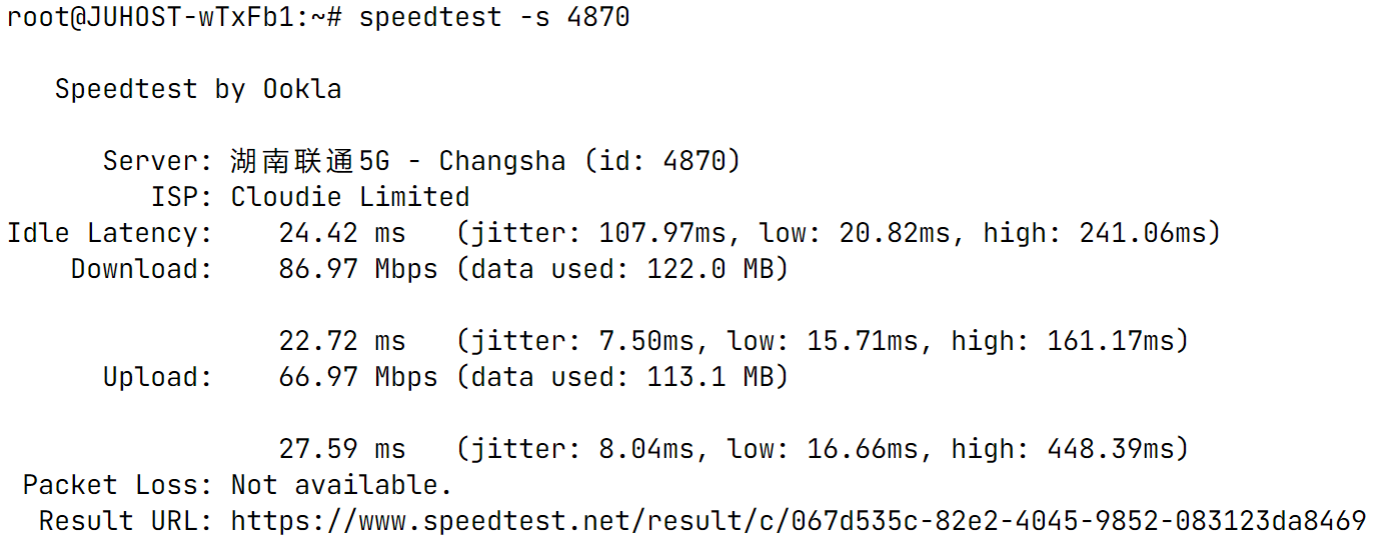 root@JUHOST-wTxFb1:~# speedtest -s 4870
Speedtest by Ookla
Server: 湖南联通5G - Changsha (id: 4870)
ISP: Cloudie Limited
Idle Latency: 24.42 ms (jitter: 107.97ms, low: 20.82ms, high: 241.06ms)
Download: 86.97 Mbps (data used: 122.0 MB)
22.72 ms (jitter: 7.50ms, low: 15.71ms, high: 161.17ms)
Upload: 66.97 Mbps (data used: 113.1 MB)
27.59 ms (jitter: 8.04ms, low: 16.66ms, high: 448.39ms)
Packet Loss: Not available.
Result URL: https://www.speedtest.net/result/c/067d535c-82e2-4045-9852-083123da8469